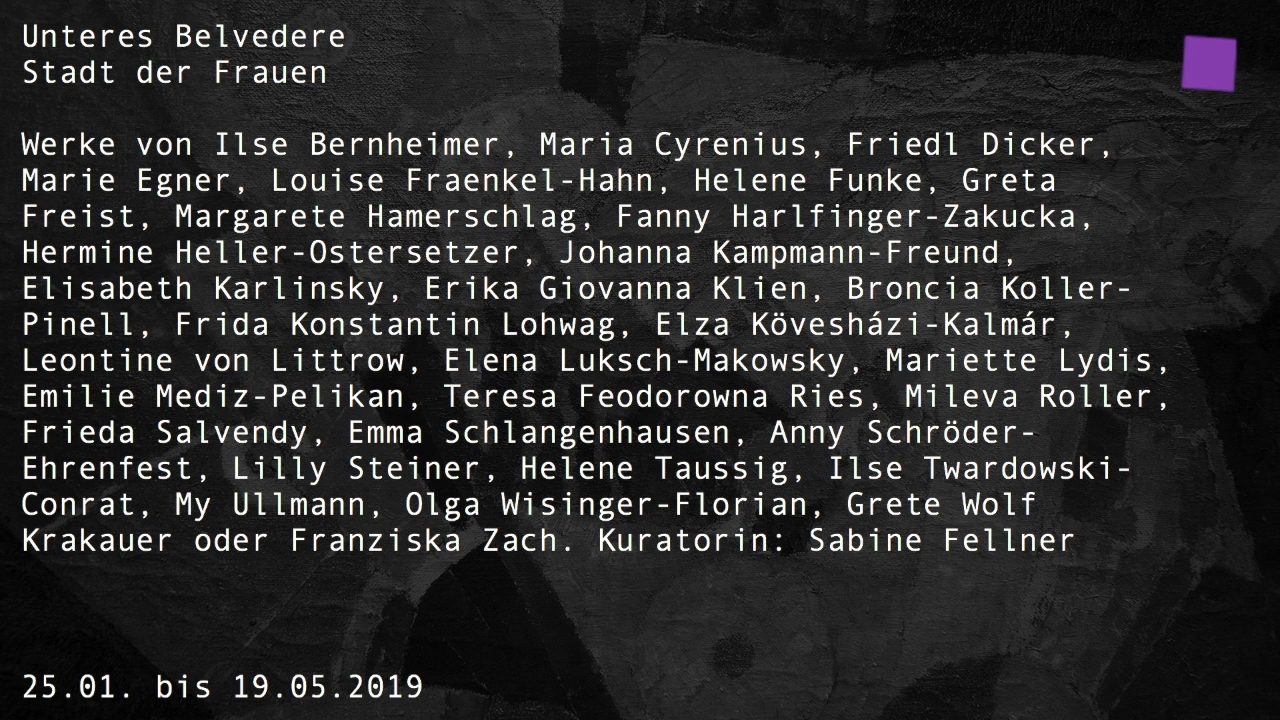 Unteres Belvedere
Stadt der Frauen
Werke von Ilse Bernheimer, Maria Cyrenius, Friedl Dicker,
Marie Egner, Louise Fraenkel-Hahn, Helene Funke, Greta
Freist, Margarete Hamerschlag, Fanny Harlfinger-Zakucka,
Hermine Heller-Ostersetzer, Johanna Kampmann-Freund,
Elisabeth Karlinsky, Erika Giovanna Klien, Broncia Koller-
Pinell, Frida Konstantin Lohwag, Elza Kövesházi-Kalmár,
Leontine von Littrow, Elena Luksch-Makowsky, Mariette Lydis,
Emilie Mediz-Pelikan, Teresa Feodorowna Ries, Mileva Roller,
Frieda Salvendy, Emma Schlangenhausen, Anny Schröder-
Ehrenfest, Lilly Steiner, Helene Taussig, Ilse Twardowski-
Conrat, My Ullmann, Olga Wisinger-Florian, Grete Wolf
Krakauer oder Franziska Zach. Kuratorin: Sabine Fellner
25.01. bis 19.05.2019